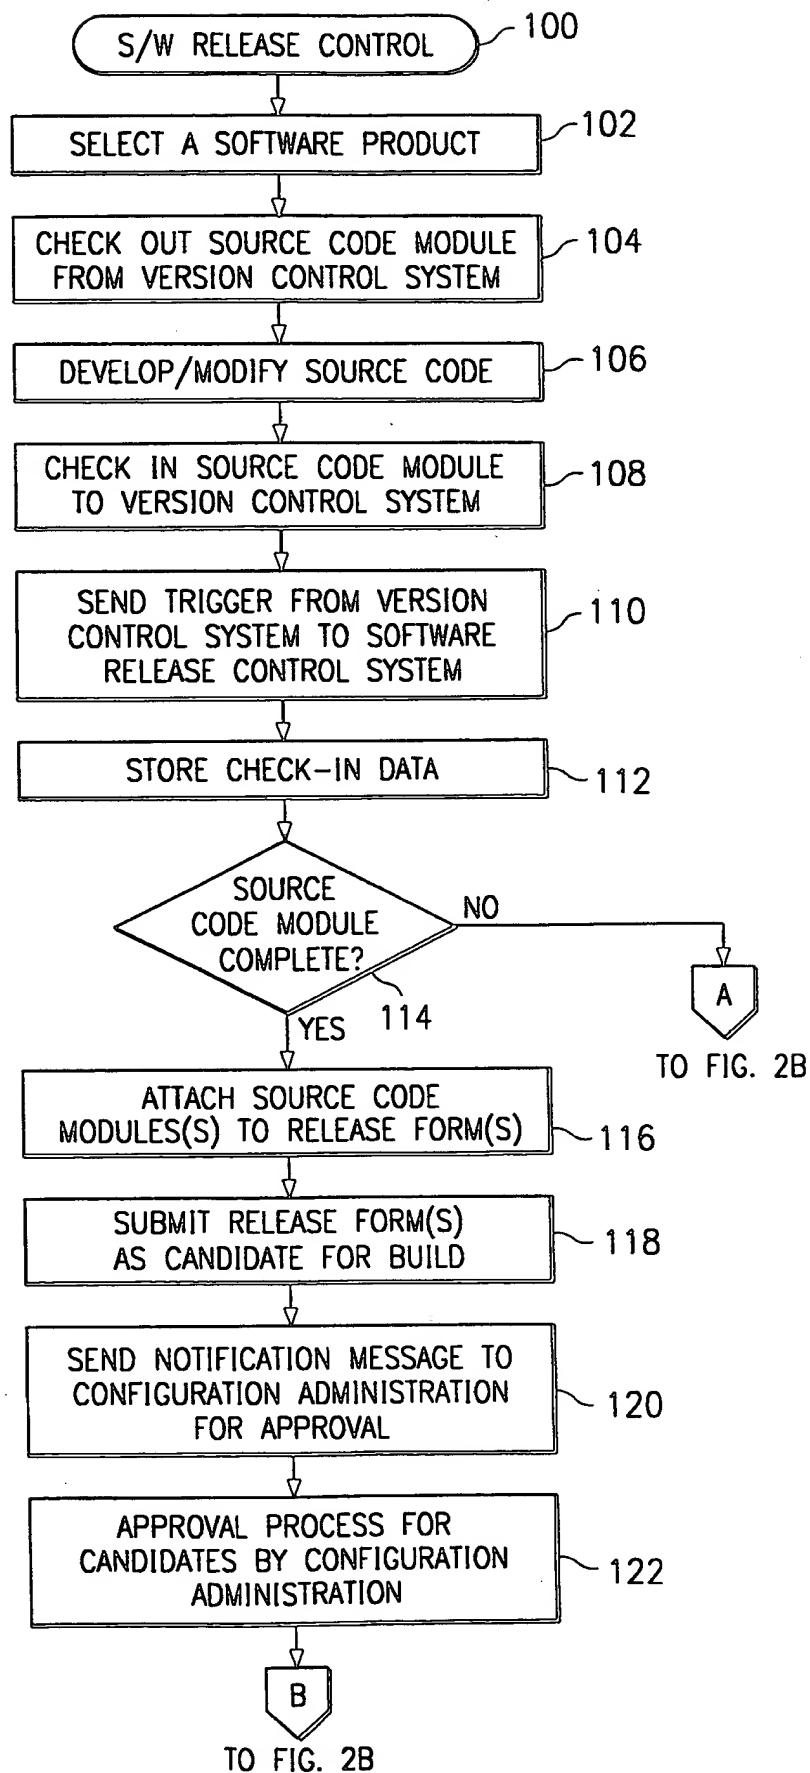 S/W RELEASE CONTROL
100
SELECT A SOFTWARE PRODUCT
102
CHECK OUT SOURCE CODE MODULE
FROM VERSION CONTROL SYSTEM
104
DEVELOP/MODIFY SOURCE CODE
106
CHECK IN SOURCE CODE MODULE
TO VERSION CONTROL SYSTEM
108
SEND TRIGGER FROM VERSION
CONTROL SYSTEM TO SOFTWARE
RELEASE CONTROL SYSTEM
110
STORE CHECK-IN DATA
112
SOURCE
CODE MODULE
COMPLETE?
NO
114
YES
A
TO FIG. 2B
ATTACH SOURCE CODE
MODULES(S) TO RELEASE FORM(S)
116
SUBMIT RELEASE FORM(S)
AS CANDIDATE FOR BUILD
118
SEND NOTIFICATION MESSAGE TO
CONFIGURATION ADMINISTRATION
FOR APPROVAL
120
APPROVAL PROCESS FOR
CANDIDATES BY CONFIGURATION
ADMINISTRATION
122
B
TO FIG. 2B